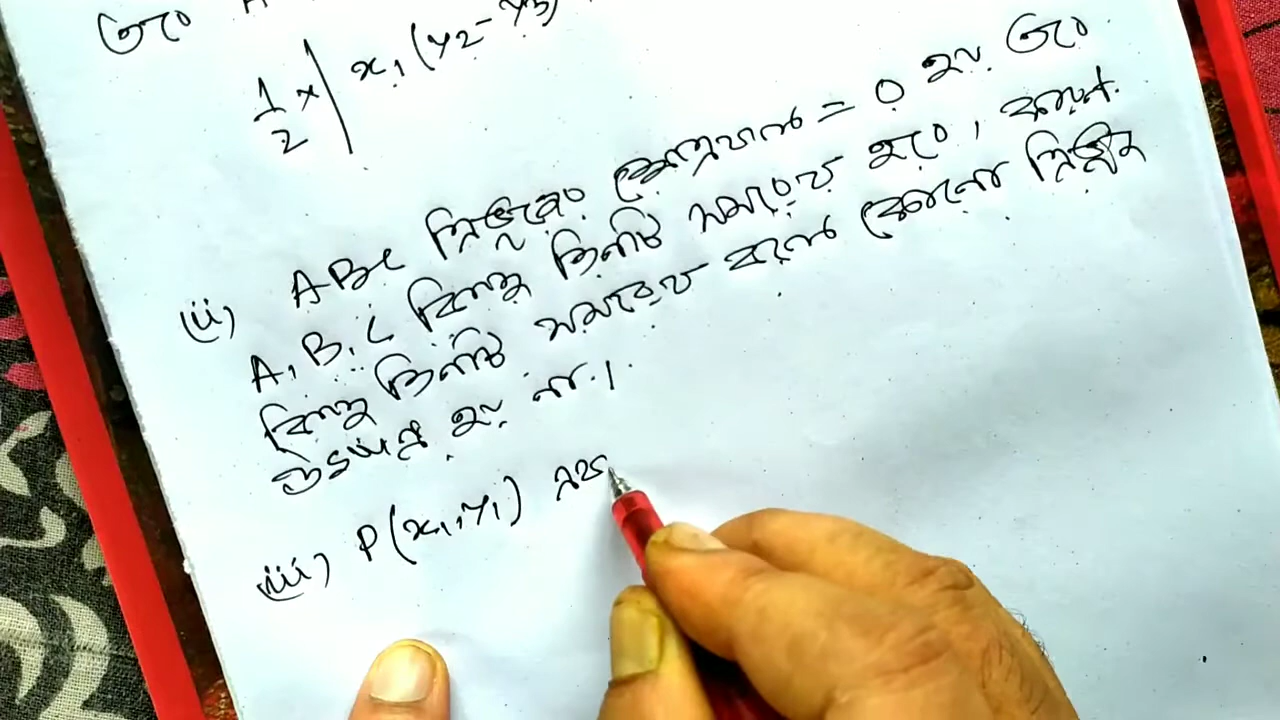 তবে A
1/2 × | x₁(y₂ - y₃)
(ii) ABC ত্রিভুজের ক্ষেত্রফল = 0 হয় তবে
A, B, C বিন্দু তিনটি সমরেখ হবে, কারণ
বিন্দু তিনটি সমরেখ বলে কোনো ত্রিভুজ
উৎপন্ন হয় না।
(iii) P(x₁, y₁) এবং